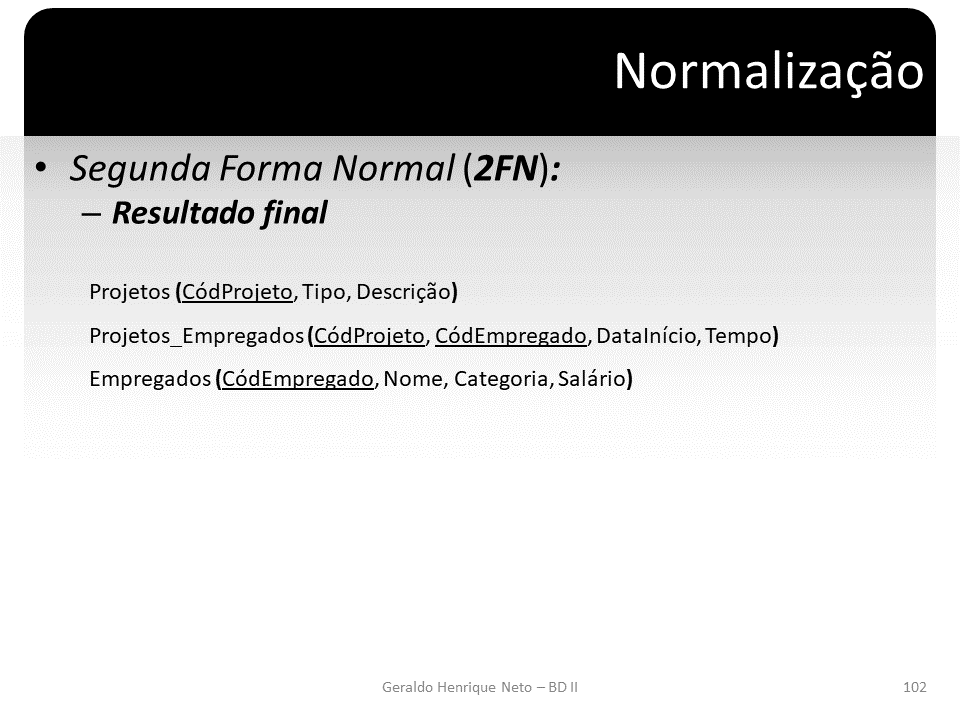 Normalização
• Segunda Forma Normal (2FN):
– Resultado final
Projetos (CódProjeto, Tipo, Descrição)
Projetos_Empregados (CódProjeto, CódEmpregado, DataInício, Tempo)
Empregados (CódEmpregado, Nome, Categoria, Salário)
Geraldo Henrique Neto – BD II
102